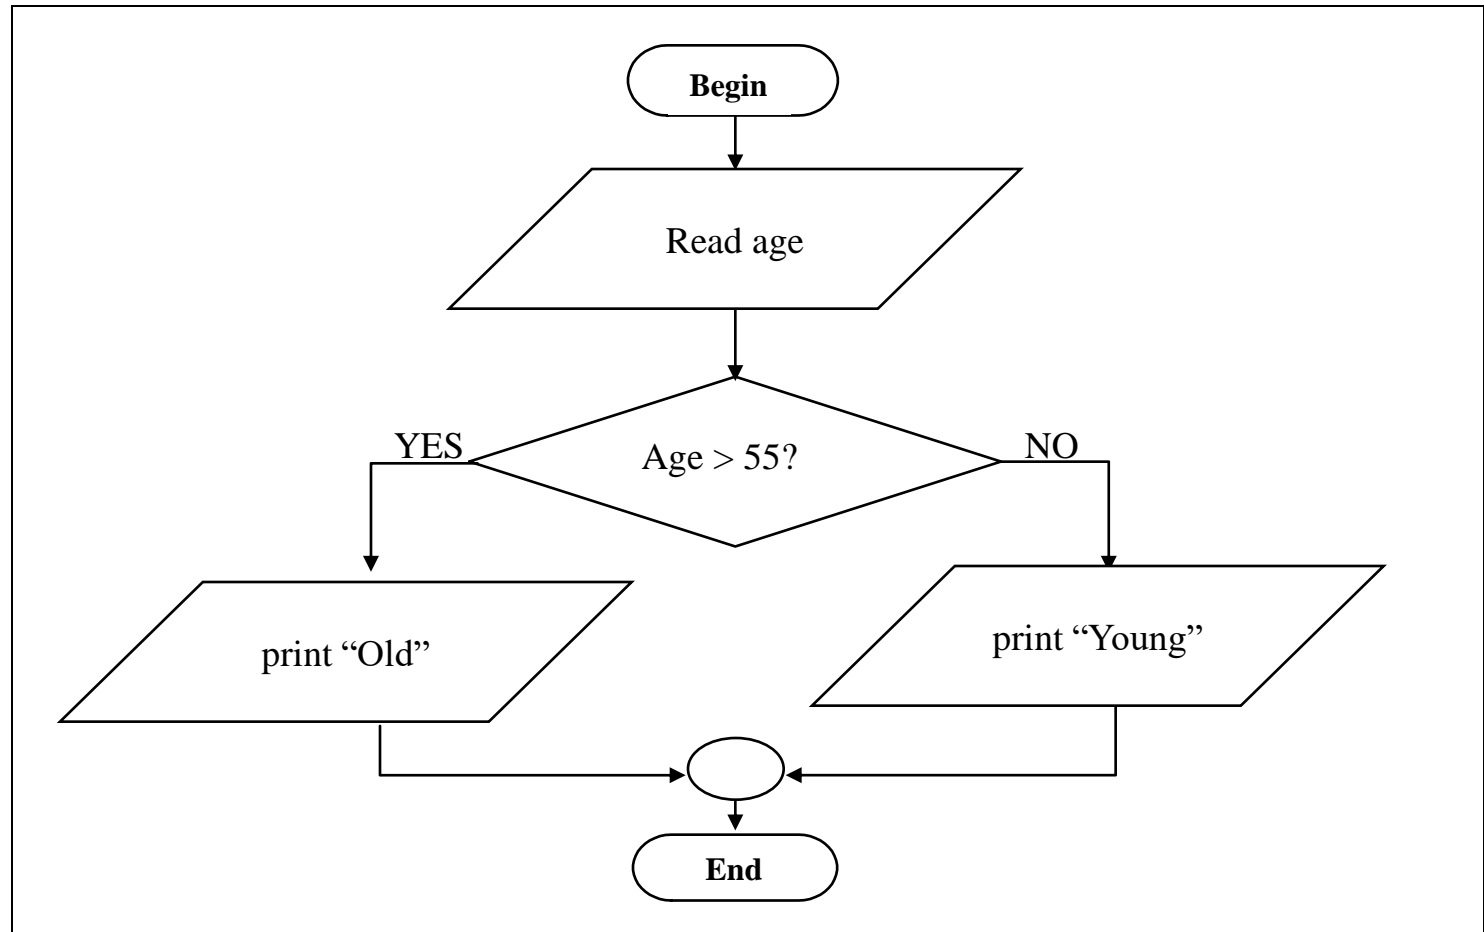 Begin
Read age
YES
Age > 55?
NO
print “Old”
print “Young”
End